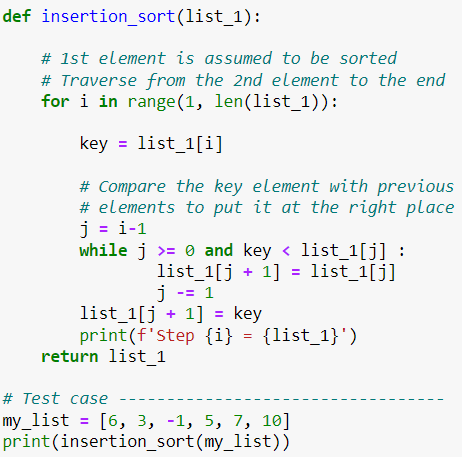 def insertion_sort(list_1):
# 1st element is assumed to be sorted
# Traverse from the 2nd element to the end
for i in range(1, len(list_1)):
key = list_1[i]
# Compare the key element with previous
# elements to put it at the right place
j = i-1
while j >= 0 and key < list_1[j] :
list_1[j + 1] = list_1[j]
j -= 1
list_1[j + 1] = key
print(f'Step {i} = {list_1}')
return list_1
# Test case ----------------------------------
my_list = [6, 3, -1, 5, 7, 10]
print(insertion_sort(my_list))